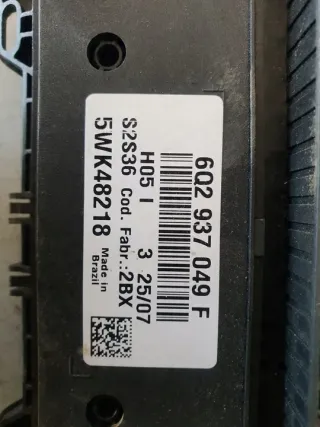 6Q2 937 049 F
H05 I 3 25/07
S2S36 Cod. Fabr.:2BX
5WK48218 Made in
Brazil